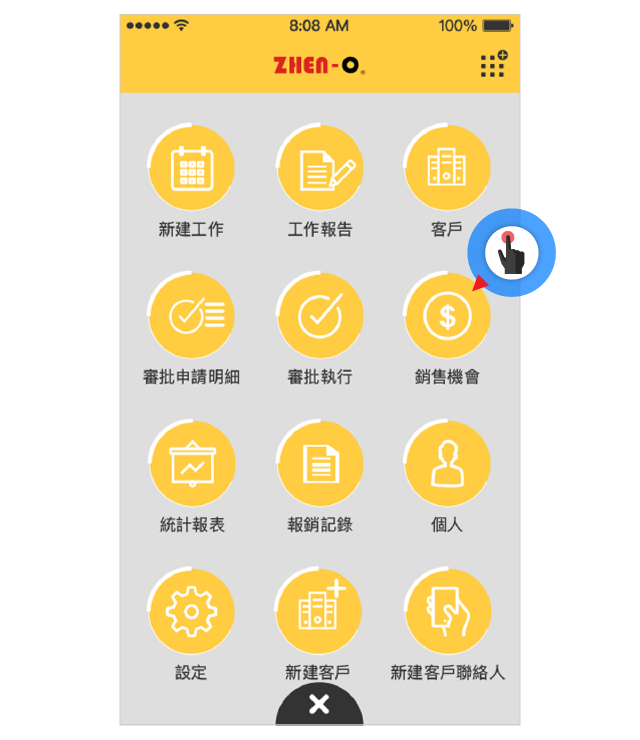 8:08 AM 100%
ZHEN-O®
新建工作 工作報告 客戶
審批申請明細 審批執行 銷售機會
$
統計報表 報銷記錄 個人
設定 新建客戶 新建客戶聯絡人